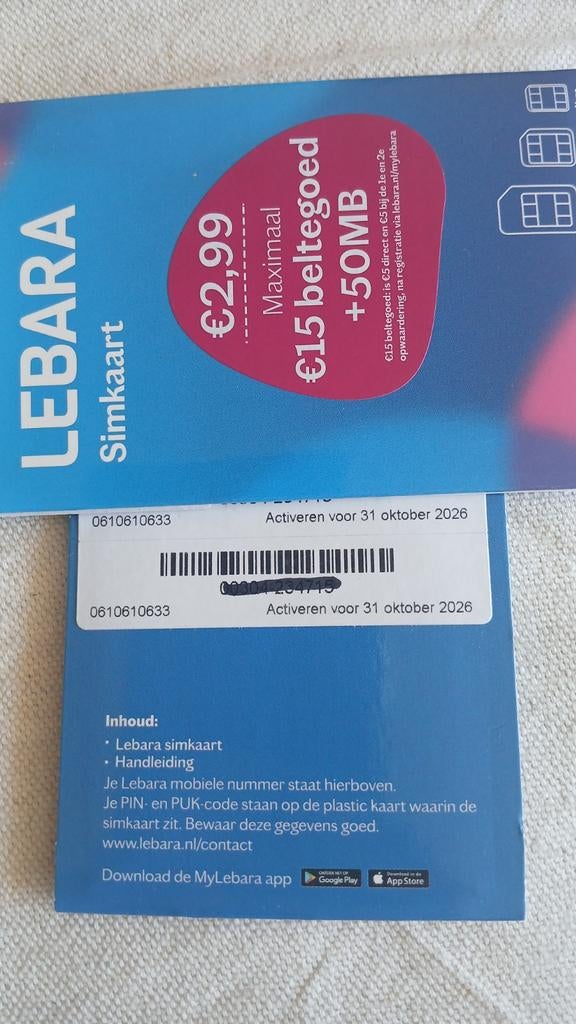 LEBARA
Simkaart
€2,99
Maximaal
€15 beltegoed
+50MB
€15 beltegoed: is €5 direct en €5 bij de 1e en 2e
opwaardering, na registratie via lebara.nl/mylebara
0610610633 Activeren voor 31 oktober 2026
0610610633 Activeren voor 31 oktober 2026
Inhoud:
• Lebara simkaart
• Handleiding
Je Lebara mobiele nummer staat hierboven.
Je PIN- en PUK-code staan op de plastic kaart waarin de
simkaart zit. Bewaar deze gegevens goed.
www.lebara.nl/contact
Download de MyLebara app
Google Play
App Store